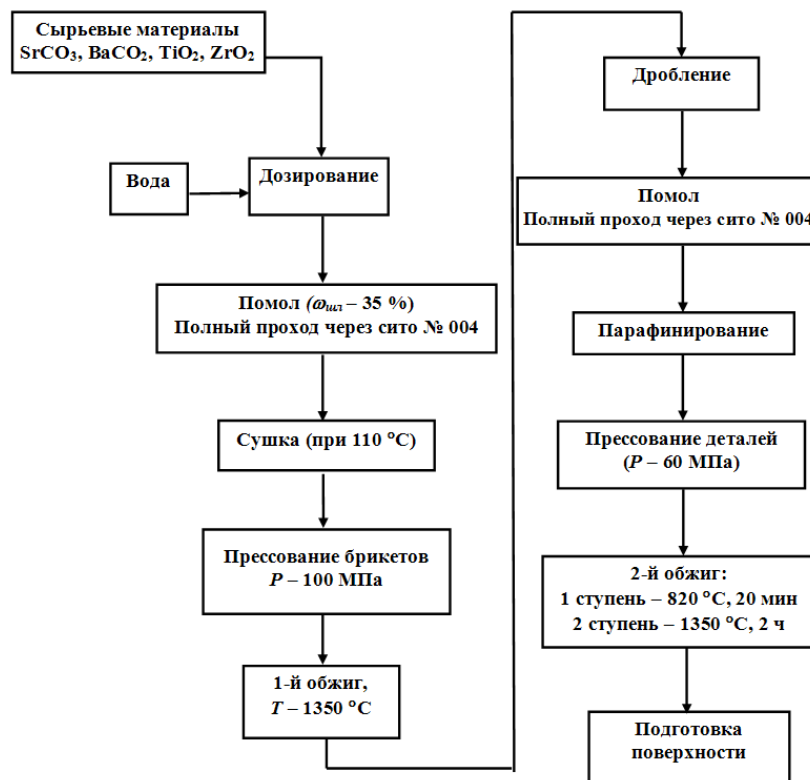 Сырьевые материалы
SrCO₃, BaCO₂, TiO₂, ZrO₂
Вода
Дозирование
Помол (ω шл – 35 %)
Полный проход через сито № 004
Сушка (при 110 °С)
Прессование брикетов
P – 100 МПа
1-й обжиг,
T – 1350 °С
Дробление
Помол
Полный проход через сито № 004
Парафинирование
Прессование деталей
(P – 60 МПа)
2-й обжиг:
1 ступень – 820 °С, 20 мин
2 ступень – 1350 °С, 2 ч
Подготовка
поверхности